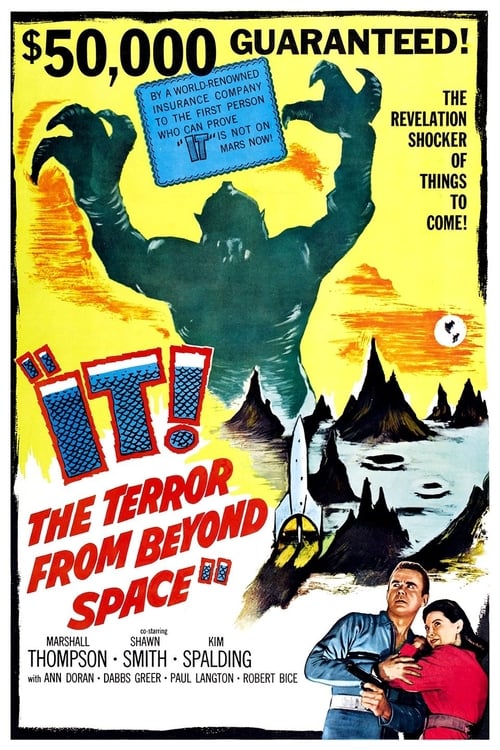 $50,000 GUARANTEED!
BY A WORLD-RENOWNED
INSURANCE COMPANY
TO THE FIRST PERSON
WHO CAN PROVE
"IT" IS NOT ON
MARS NOW!
THE
REVELATION
SHOCKER
OF
THINGS
TO
COME!
"IT!
THE TERROR
FROM BEYOND
SPACE"
co-starring
MARSHALL SHAWN KIM
THOMPSON · SMITH · SPALDING
with ANN DORAN · DABBS GREER · PAUL LANGTON · ROBERT BICE